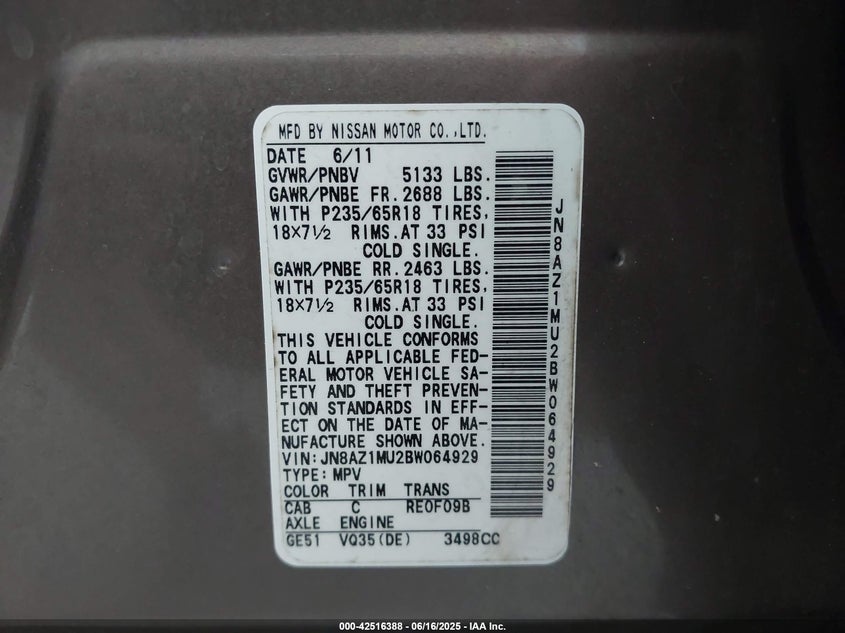 MFD BY NISSAN MOTOR CO.,LTD.
DATE 6/11
GVWR/PNBV 5133 LBS.
GAWR/PNBE FR. 2688 LBS.
WITH P235/65R18 TIRES,
18×7½ RIMS.AT 33 PSI
COLD SINGLE.
GAWR/PNBE RR. 2463 LBS.
WITH P235/65R18 TIRES,
18×7½ RIMS.AT 33 PSI
COLD SINGLE.
THIS VEHICLE CONFORMS
TO ALL APPLICABLE FED-
ERAL MOTOR VEHICLE SA-
FETY AND THEFT PREVEN-
TION STANDARDS IN EFF-
ECT ON THE DATE OF MA-
NUFACTURE SHOWN ABOVE.
VIN:JN8AZ1MU2BW064929
TYPE:MPV
COLOR TRIM TRANS
CAB C RE0F09B
AXLE ENGINE
GE51 VQ35(DE) 3498CC
JN8AZ1MU2BW064929
000-42516388 - 06/16/2025 - IAA Inc.